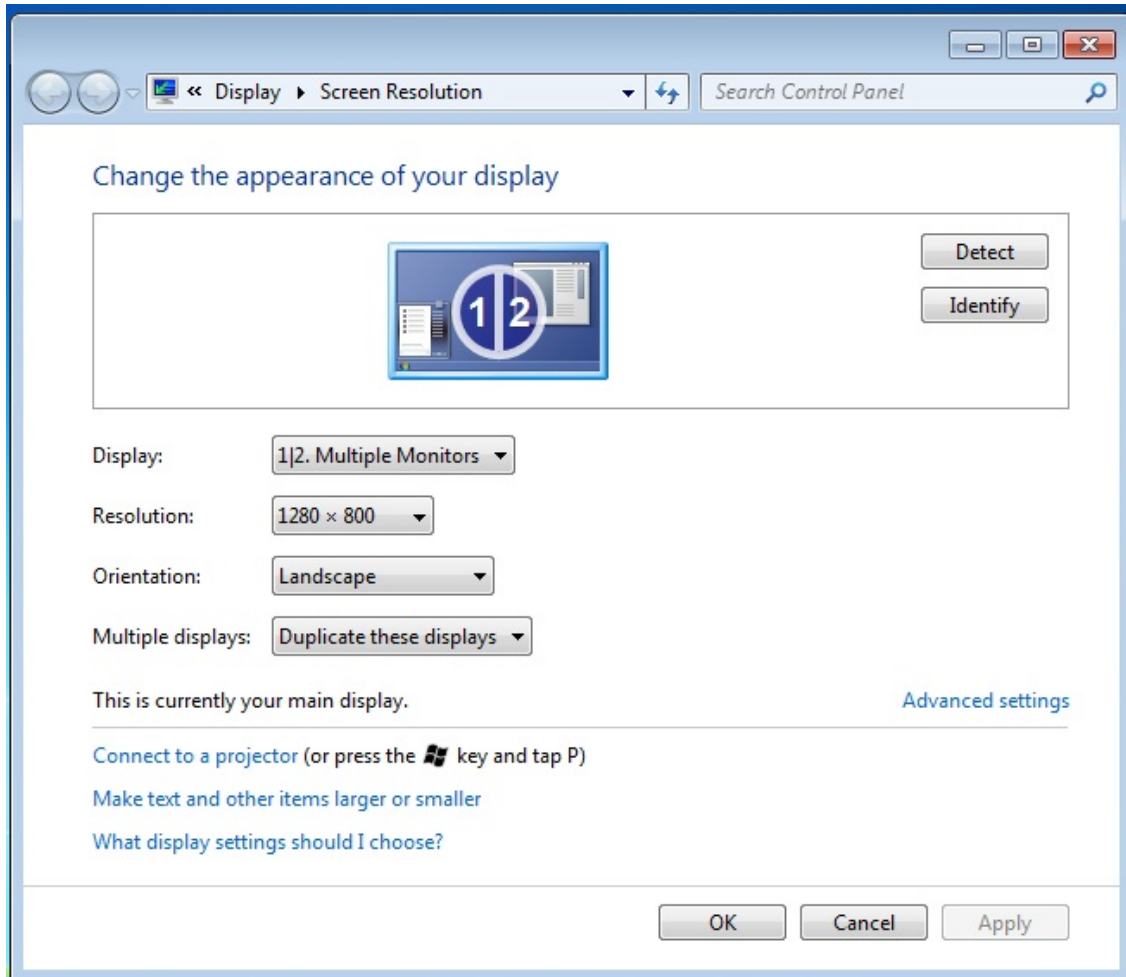 « Display ▸ Screen Resolution
Search Control Panel
Change the appearance of your display
1|2
Detect
Identify
Display: 1|2. Multiple Monitors
Resolution: 1280 × 800
Orientation: Landscape
Multiple displays: Duplicate these displays
This is currently your main display. Advanced settings
Connect to a projector (or press the key and tap P)
Make text and other items larger or smaller
What display settings should I choose?
OK Cancel Apply